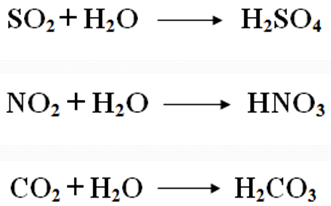 SO₂ + H₂O ⟶ H₂SO₄
NO₂ + H₂O ⟶ HNO₃
CO₂ + H₂O ⟶ H₂CO₃